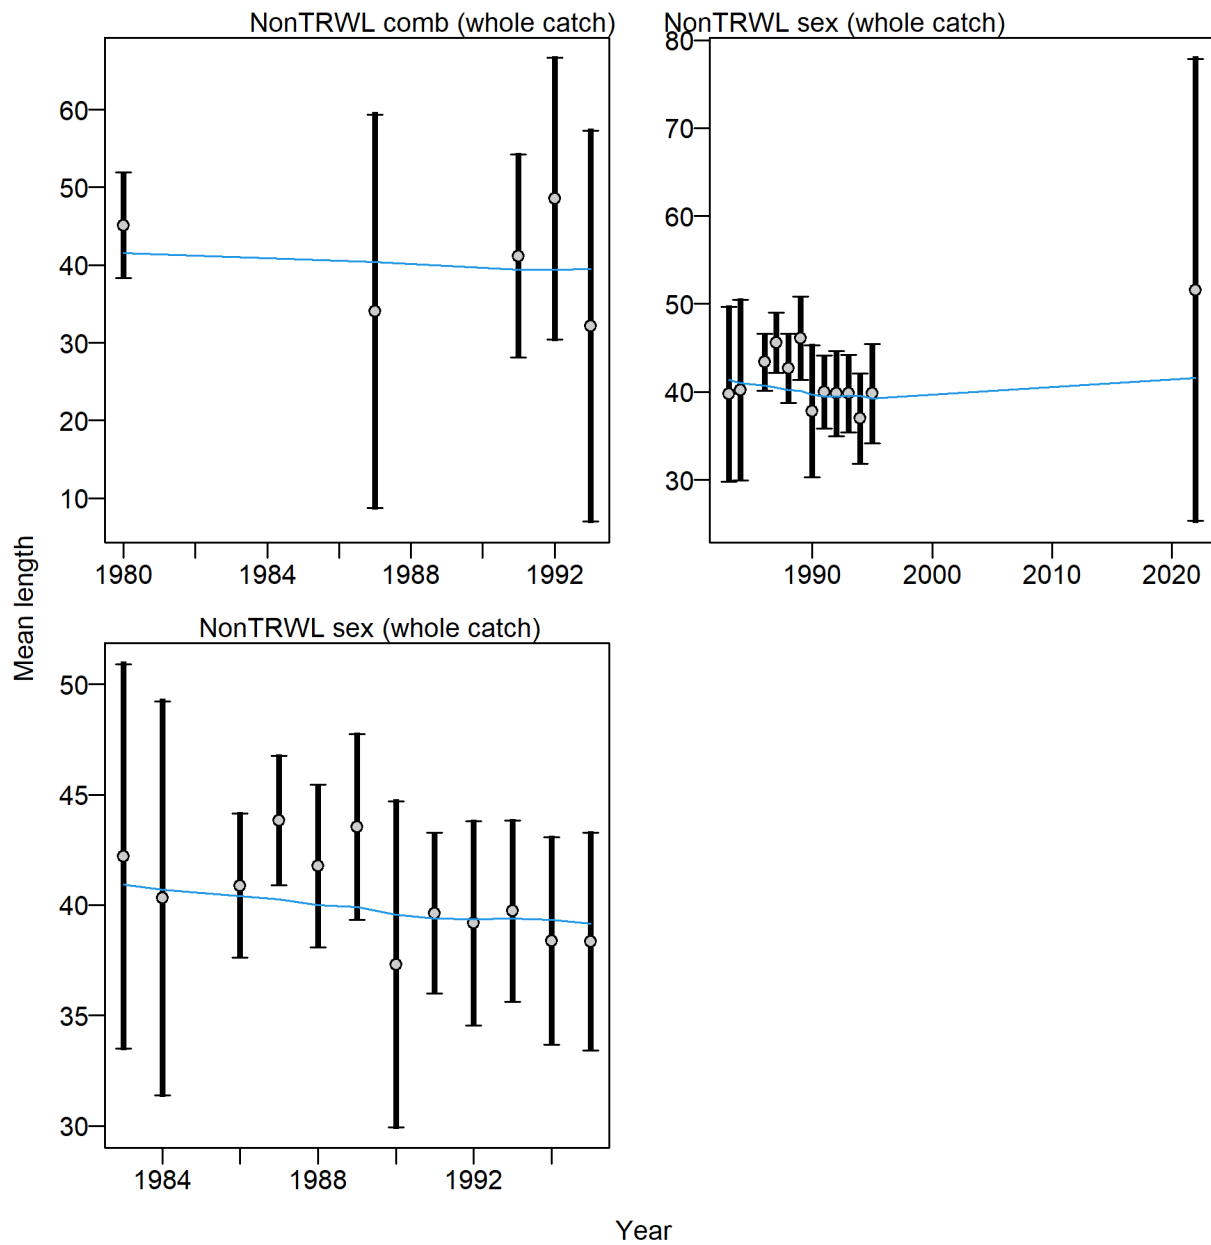 NonTRWL comb (whole catch)
60
50
40
30
20
10
1980 1984 1988 1992
NonTRWL sex (whole catch)
80
70
60
50
40
30
1990 2000 2010 2020
Mean length
NonTRWL sex (whole catch)
50
45
40
35
30
1984 1988 1992
Year